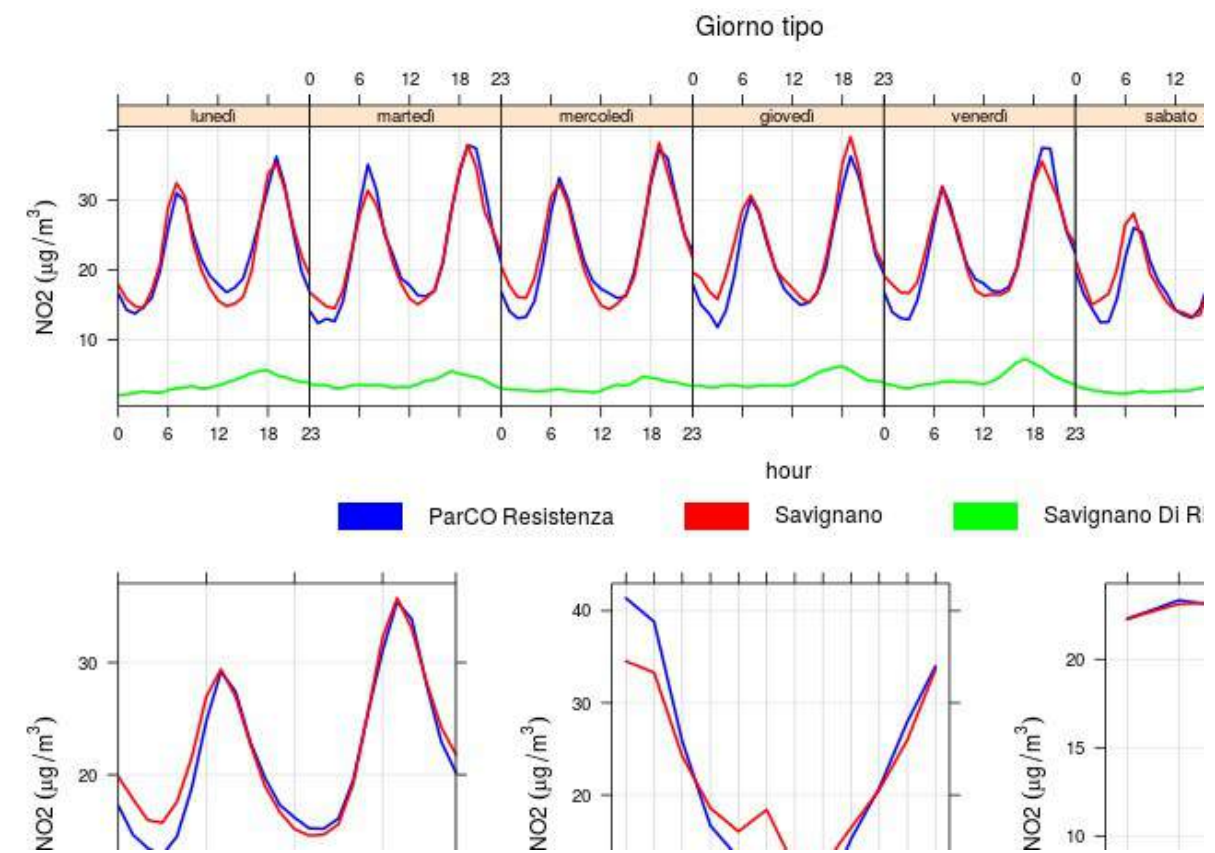 Giorno tipo
0 6 12 18 23 0 6 12 18 23 0 6 12
lunedì martedì mercoledì giovedì venerdì sabato
30
20
10
NO2 (µg/m³)
0 6 12 18 23 0 6 12 18 23 0 6 12 18 23
hour
ParCO Resistenza Savignano Savignano Di R
30
20
NO2 (µg/m³)
40
30
20
NO2 (µg/m³)
20
15
10
NO2 (µg/m³)